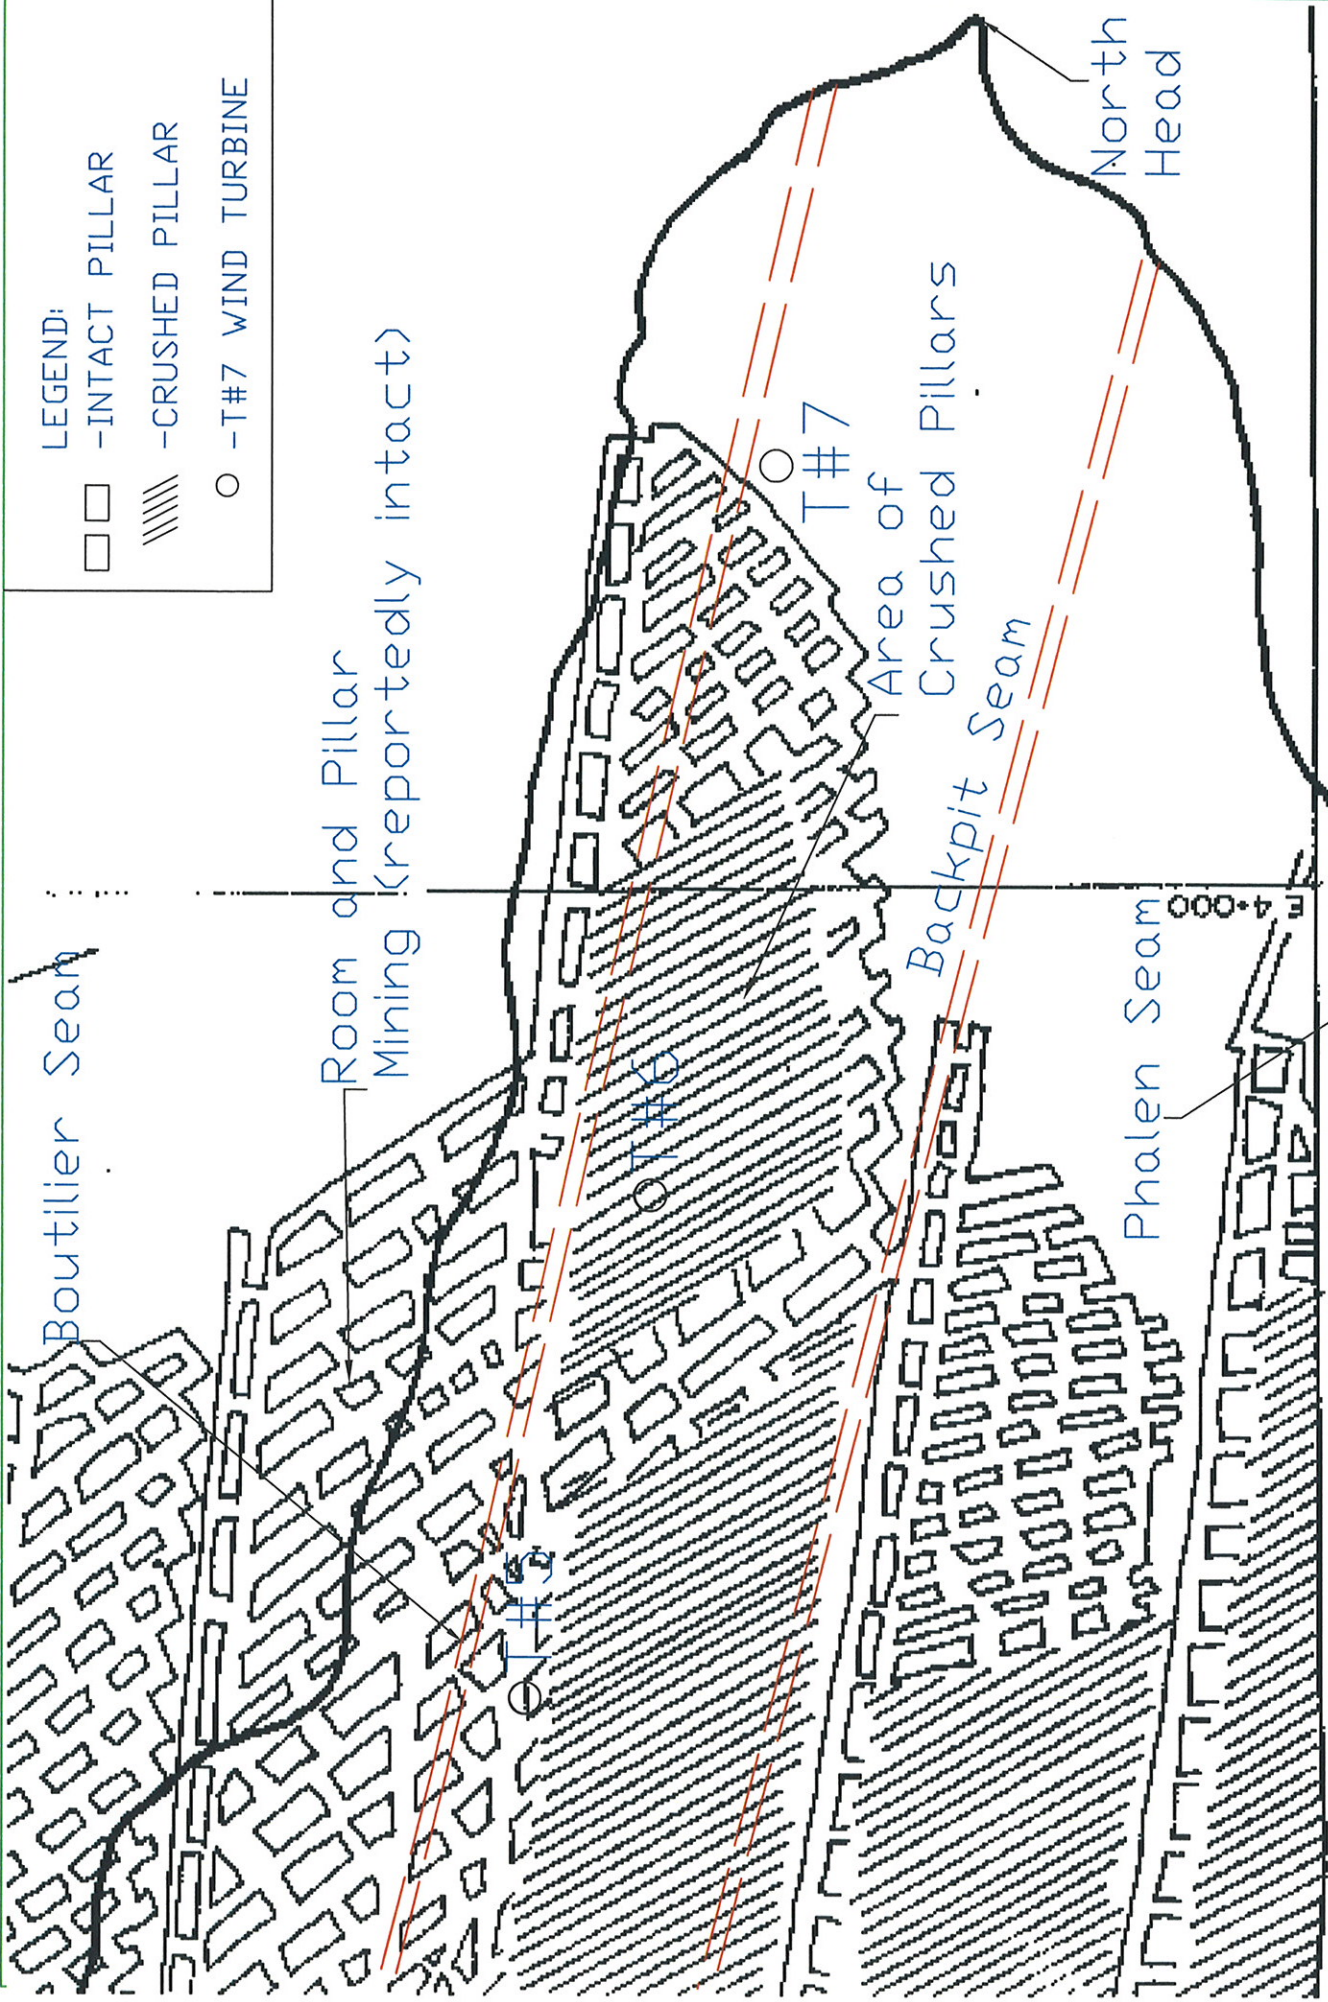 LEGEND:
-INTACT PILLAR
-CRUSHED PILLAR
-T#7 WIND TURBINE
Boutilier Seam
Room and Pillar
Mining (reportedly intact)
T#5
T#6
T#7
Area of
Crushed Pillars
Backpit Seam
Phalen Seam
North
Head
E 4+000